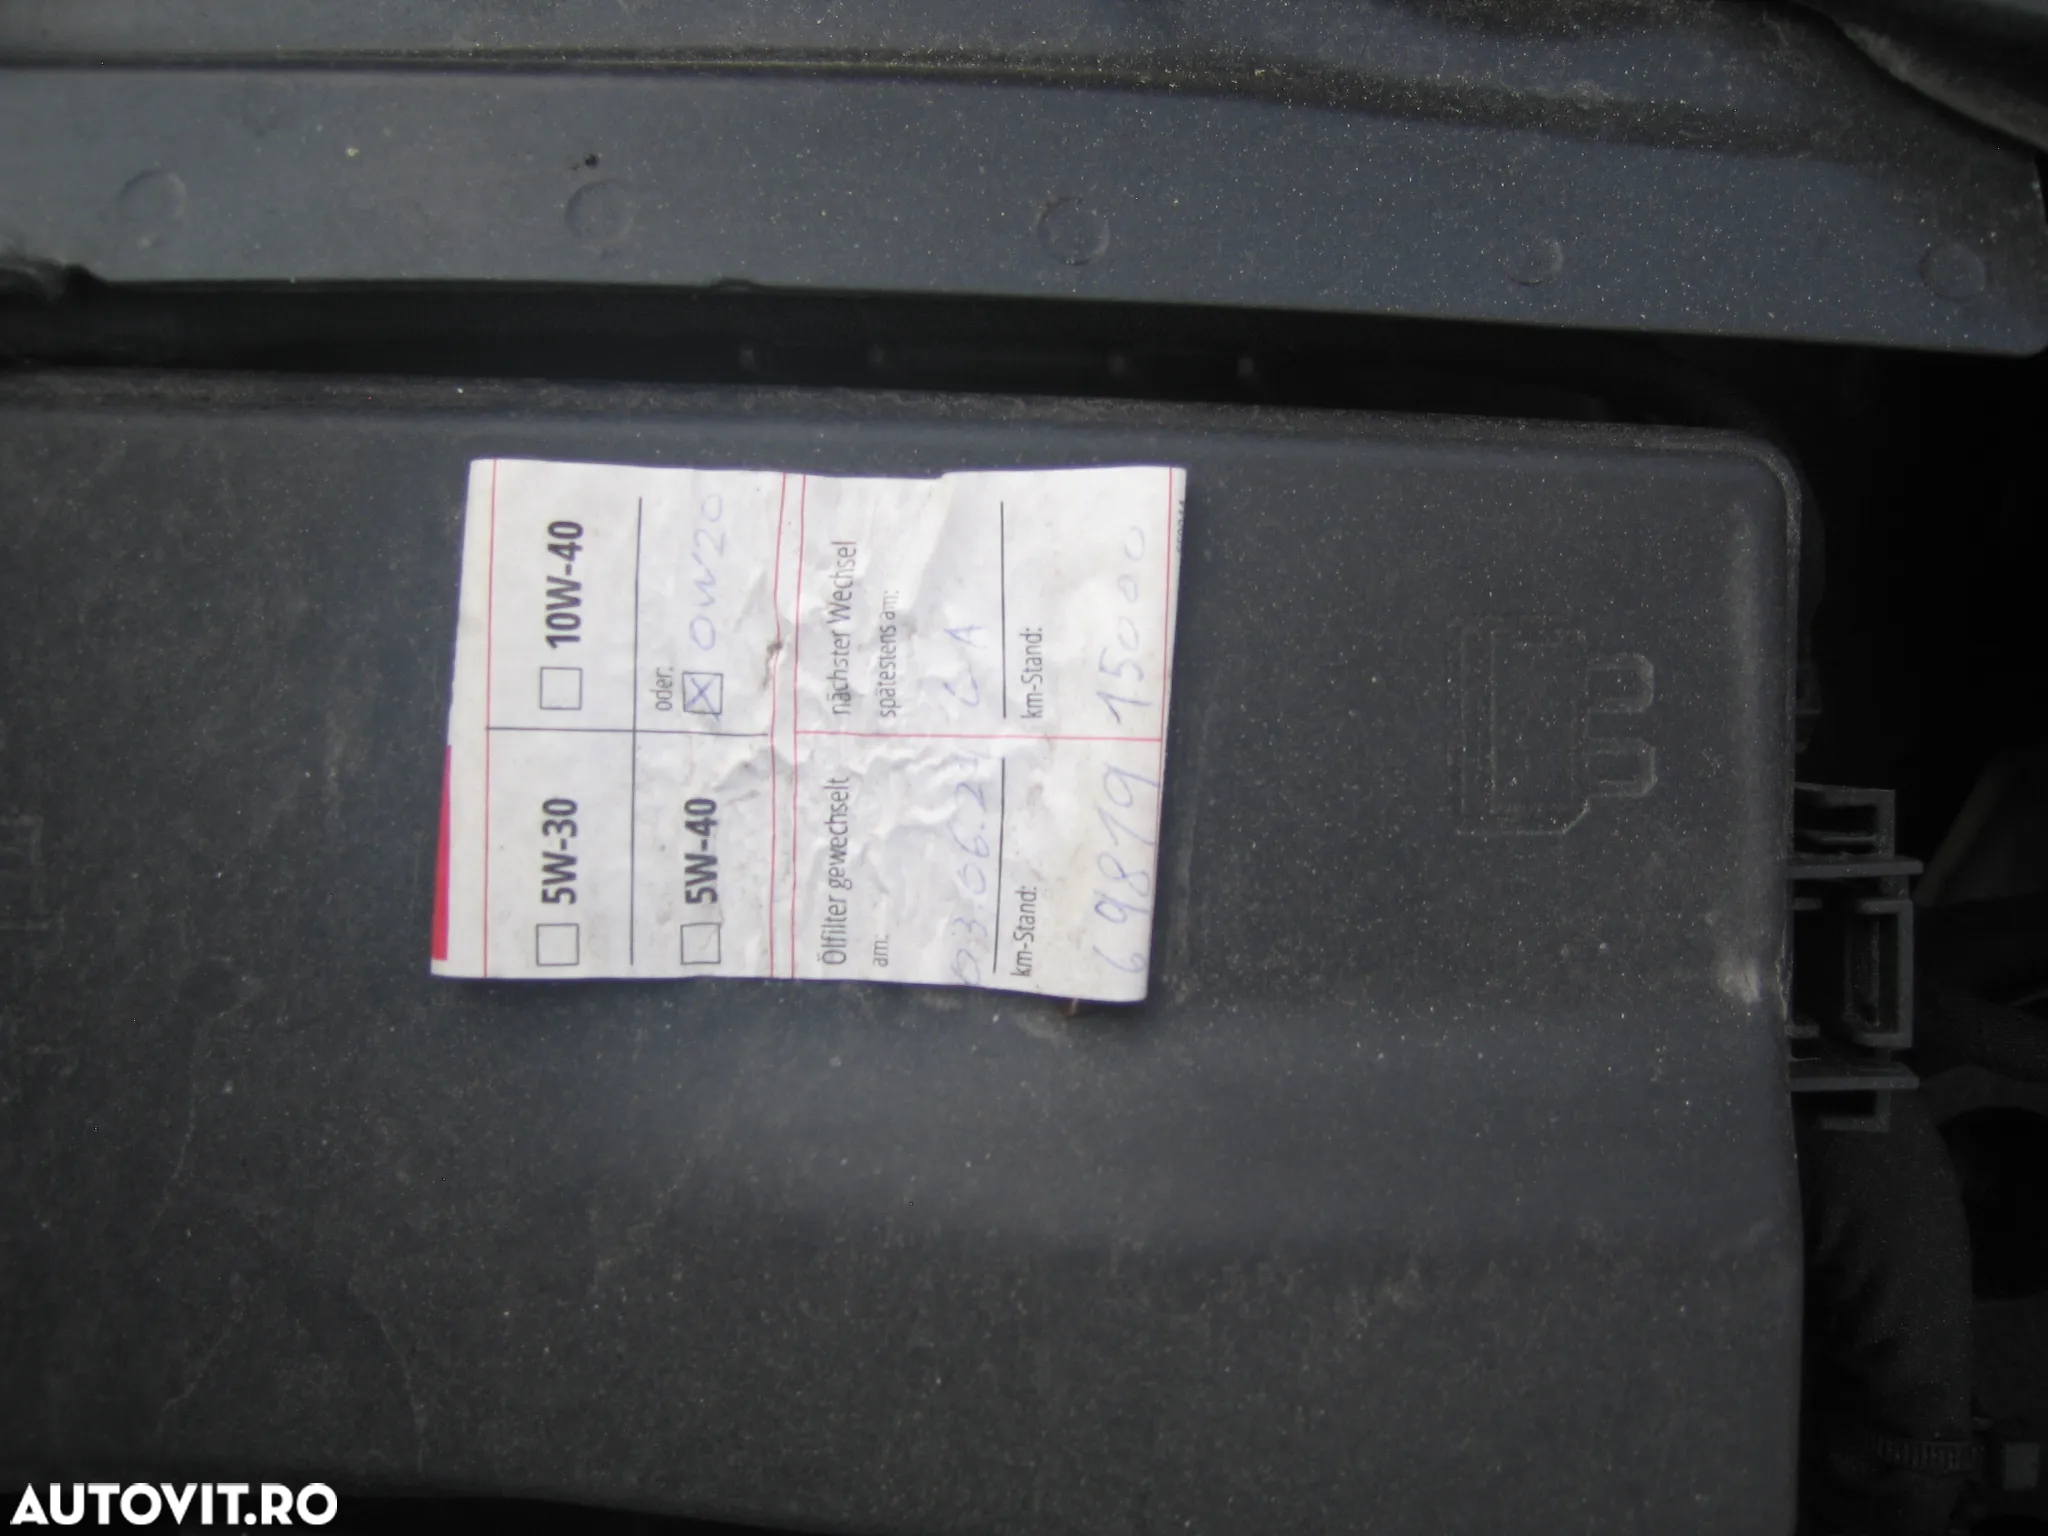 5W-30
10W-40
5W-40
oder:
0W20
Ölfilter gewechselt
am:
nächster Wechsel
spätestens am:
km-Stand:
69819
km-Stand:
15000
AUTOVIT.RO